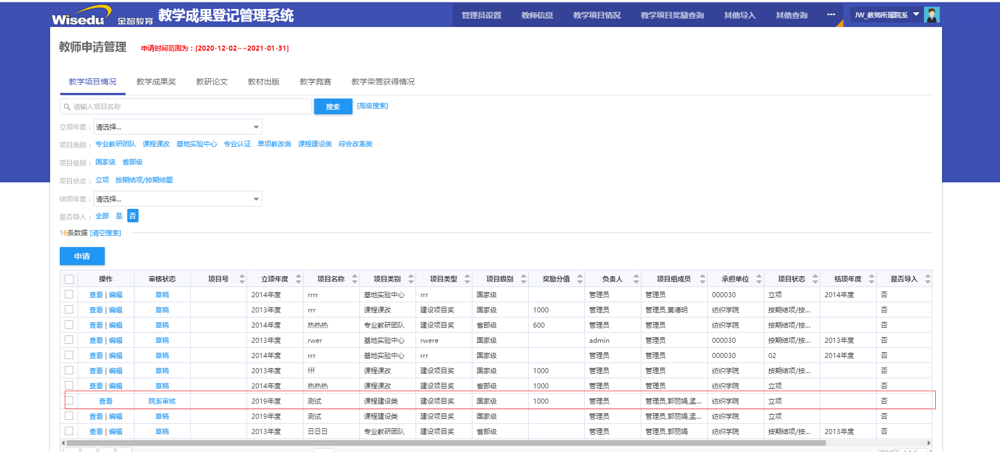 Wisedu 金智教育 教学成果登记管理系统 管理员设置 教师信息 教学项目情况 教学项目奖励查询 其他导入 其他查询 ••• JW_教师所属院系
教师申请管理 申请时间范围为：[2020-12-02~~2021-01-31]
教学项目情况 教学成果奖 教研论文 教材出版 教学竞赛 教学荣誉获得情况
请输入项目名称 搜索 [高级搜索]
立项年度： 请选择...
项目类别： 专业教研团队 课程课改 基地实验中心 专业认证 单项教改类 课程建设类 综合改革类
项目级别： 国家级 省部级
项目状态： 立项 按期结项/按期结题
结项年度： 请选择...
是否导入： 全部 是 否
16条数据 [清空搜索]
申请
操作 审核状态 项目号 立项年度 项目名称 项目类别 项目类型 项目级别 奖励分值 负责人 项目组成员 承担单位 项目状态 结项年度 是否导入
查看 | 编辑 草稿 2014年度 rrrr 基地实验中心 rrr 国家级 管理员 管理员 000030 立项 2014年度 否
查看 | 编辑 草稿 2013年度 rrr 课程课改 建设项目奖 国家级 1000 管理员 管理员,黄德明 纺织学院 按期结项/按... 否
查看 | 编辑 草稿 2014年度 热热热 专业教研团队 建设项目奖 省部级 600 管理员 管理员 纺织学院 按期结项/按... 否
查看 | 编辑 草稿 2013年度 rwer 基地实验中心 rwere 国家级 admin 管理员 000030 按期结项/按... 2013年度 否
查看 | 编辑 草稿 2014年度 rrr 基地实验中心 rrr 国家级 管理员 管理员 000030 02 2014年度 否
查看 | 编辑 草稿 2013年度 fff 课程课改 建设项目奖 国家级 1000 管理员 管理员 纺织学院 按期结项/按... 否
查看 | 编辑 草稿 2014年度 热热热 课程课改 建设项目奖 省部级 1000 管理员 管理员 纺织学院 立项 否
查看 院系审核 2019年度 测试 课程建设类 建设项目奖 国家级 1000 管理员 管理员,郭丽娟,孟... 纺织学院 立项 否
查看 | 编辑 草稿 2019年度 测试 课程建设类 建设项目奖 国家级 管理员 管理员,郭丽娟,孟... 纺织学院 立项 否
查看 | 编辑 草稿 2013年度 日日日 专业教研团队 建设项目奖 省部级 管理员 管理员,郭丽娟 纺织学院 按期结项/按... 2013年度 否